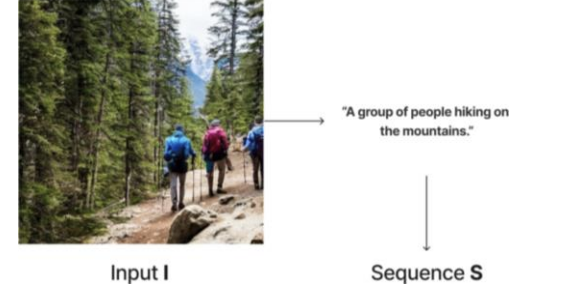 “A group of people hiking on
the mountains.”
Input I
Sequence S